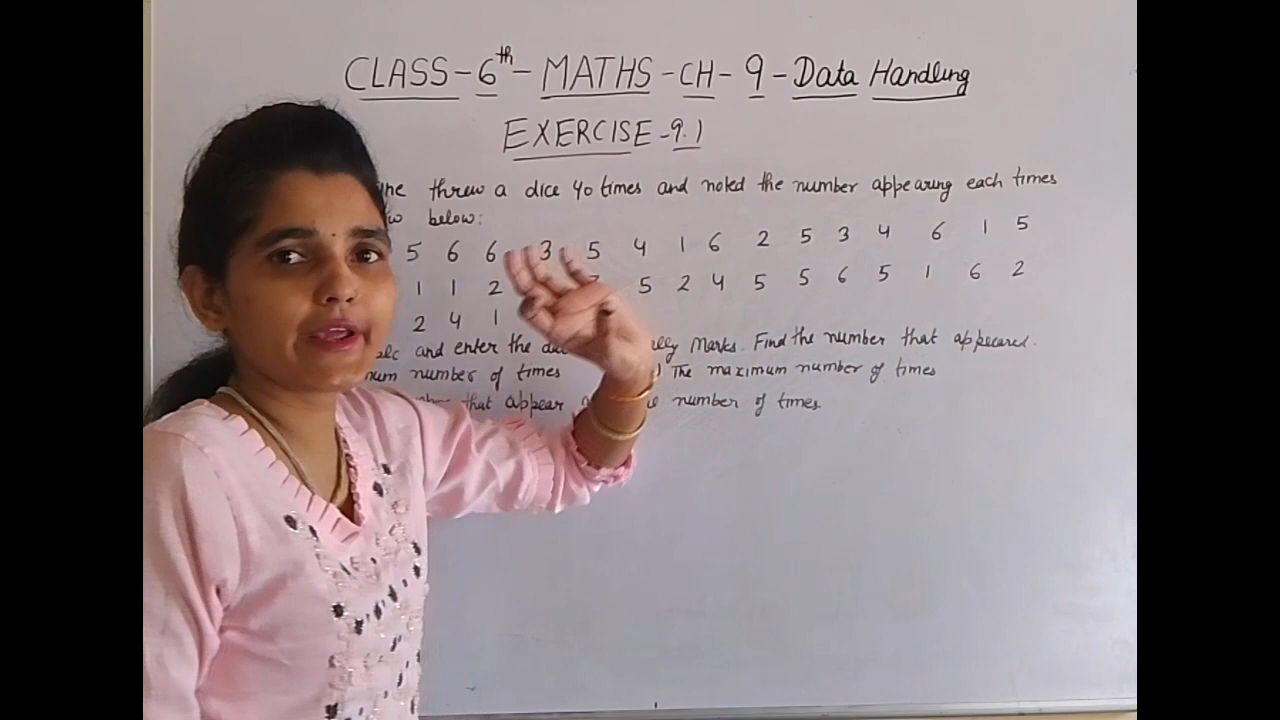 CLASS-6th-MATHS-CH-9-Data Handling
EXERCISE-9.1
threw a dice 40 times and noted the number appearing each times
below:
5 6 6 3 5 4 1 6 2 5 3 4 6 1 5
1 1 2 5 2 4 5 5 6 5 1 6 2
2 4 1
and enter the Marks. Find the number that appeared.
number of times The maximum number of times
that appear number of times.